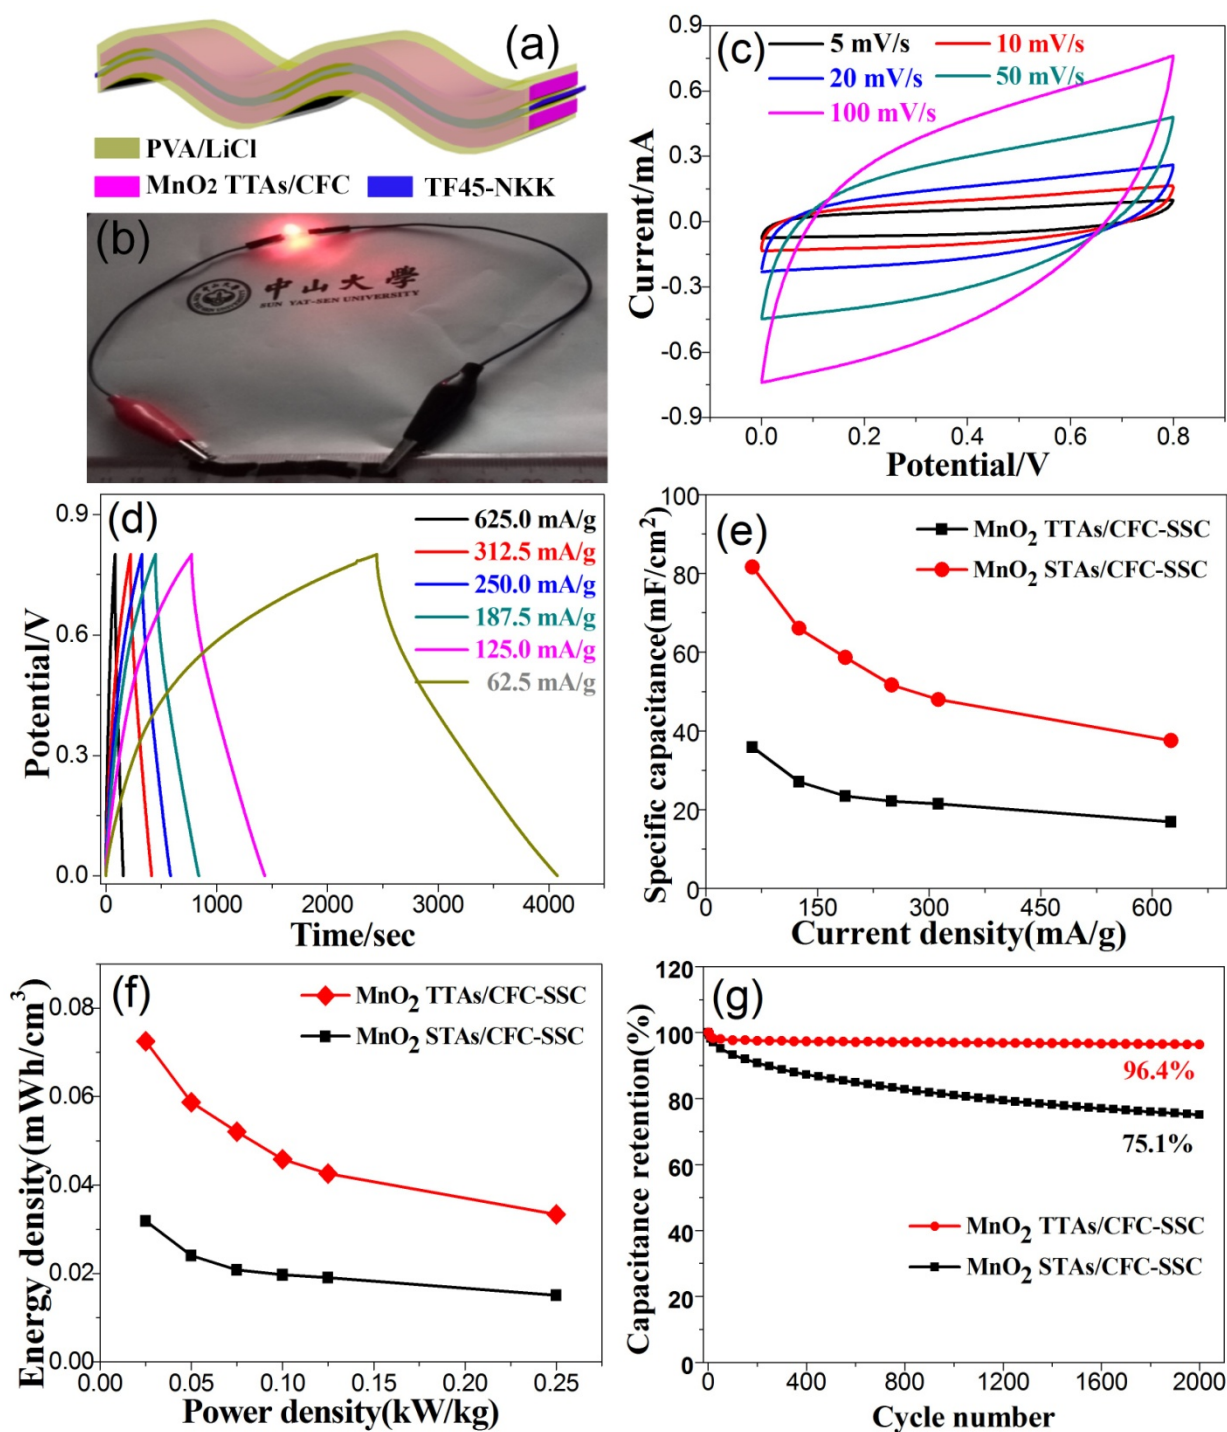 (a)
PVA/LiCl
MnO2 TTAs/CFC
TF45-NKK
(b)
中山大學
SUN YAT-SEN UNIVERSITY
(c)
5 mV/s
10 mV/s
20 mV/s
50 mV/s
100 mV/s
Current/mA
0.9
0.6
0.3
0.0
-0.3
-0.6
-0.9
0.0 0.2 0.4 0.6 0.8
Potential/V
(d)
625.0 mA/g
312.5 mA/g
250.0 mA/g
187.5 mA/g
125.0 mA/g
62.5 mA/g
Potential/V
0.9
0.6
0.3
0.0
0 1000 2000 3000 4000
Time/sec
(e)
MnO2 TTAs/CFC-SSC
MnO2 STAs/CFC-SSC
Specific capacitance(mF/cm²)
100
80
60
40
20
0
0 150 300 450 600
Current density(mA/g)
(f)
MnO2 TTAs/CFC-SSC
MnO2 STAs/CFC-SSC
Energy density(mWh/cm³)
0.08
0.06
0.04
0.02
0.00
0.00 0.05 0.10 0.15 0.20 0.25
Power density(kW/kg)
(g)
96.4%
75.1%
MnO2 TTAs/CFC-SSC
MnO2 STAs/CFC-SSC
Capacitance retention(%)
120
100
80
60
40
20
0
0 400 800 1200 1600 2000
Cycle number